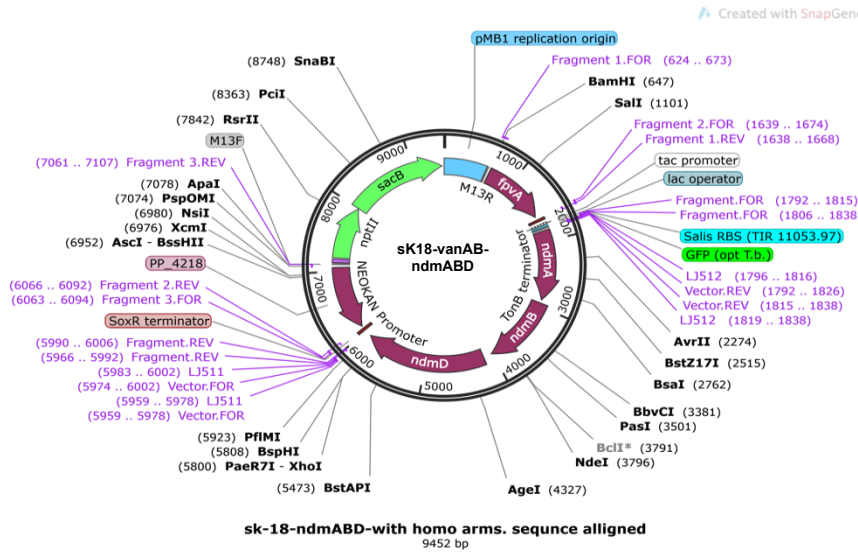 Created with SnapGene
pMB1 replication origin
Fragment 1.FOR (624 .. 673)
BamHI (647)
SalI (1101)
Fragment 2.FOR (1639 .. 1674)
Fragment 1.REV (1638 .. 1668)
tac promoter
lac operator
Fragment.FOR (1792 .. 1815)
Fragment.FOR (1806 .. 1838
Salis RBS (TIR 11053.97)
GFP (opt T.b.)
LJ512 (1796 .. 1816)
Vector.REV (1792 .. 1826)
Vector.REV (1815 .. 1838)
LJ512 (1819 .. 1838)
AvrII (2274)
BstZ17I (2515)
BsaI (2762)
BbvCI (3381)
PasI (3501)
BclI* (3791)
NdeI (3796)
AgeI (4327)
(5473) BstAPI
(5800) PaeR7I - XhoI
(5808) BspHI
(5923) PflMI
(5959 .. 5978) Vector.FOR
(5959 .. 5978) LJ511
(5974 .. 6002) Vector.FOR
(5983 .. 6002) LJ511
(5966 .. 5992) Fragment.REV
(5990 .. 6006) Fragment.REV
SoxR terminator
(6063 .. 6094) Fragment 3.FOR
(6066 .. 6092) Fragment 2.REV
PP_4218
(6952) AscI - BssHII
(6976) XcmI
(6980) NsiI
(7074) PspOMI
(7078) ApaI
(7061 .. 7107) Fragment 3.REV
M13F
(7842) RsrII
(8363) PciI
(8748) SnaBI
1000
2000
3000
4000
5000
6000
7000
8000
9000
M13R
fpvA
ndmA
ndmB
ndmD
nptII
sacB
TonB terminator
NEOKAN Promoter
sK18-vanAB-
ndmABD
sk-18-ndmABD-with homo arms. sequnce alligned
9452 bp